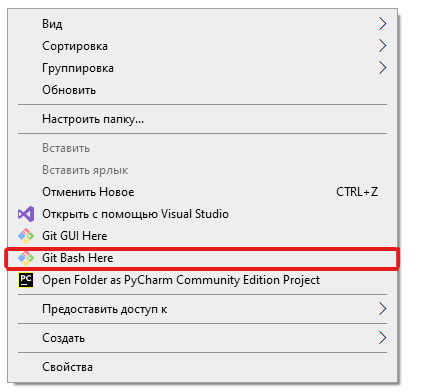 Вид
Сортировка
Группировка
Обновить
Настроить папку...
Вставить
Вставить ярлык
Отменить Новое CTRL+Z
Открыть с помощью Visual Studio
Git GUI Here
Git Bash Here
PC Open Folder as PyCharm Community Edition Project
Предоставить доступ к
Создать
Свойства